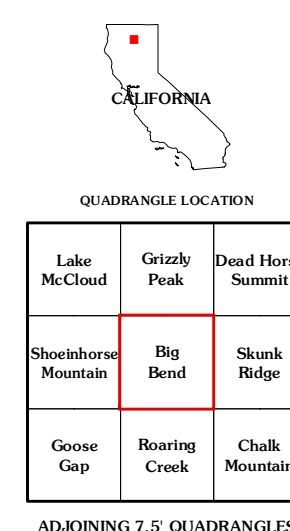 CALIFORNIA
QUADRANGLE LOCATION
Lake
McCloud
Grizzly
Peak
Dead Hors
Summit
Shoeinhorse
Mountain
Big
Bend
Skunk
Ridge
Goose
Gap
Roaring
Creek
Chalk
Mountain
ADJOINING 7.5' QUADRANGLES